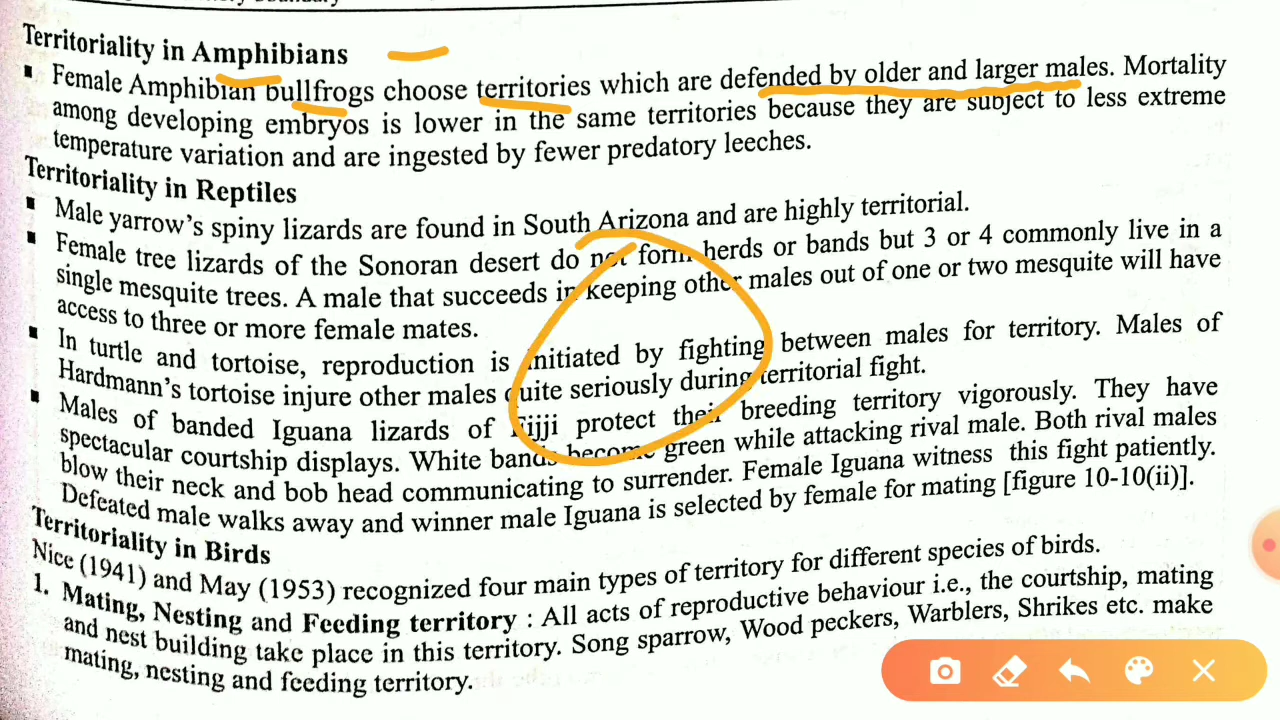 Territoriality in Amphibians
▪ Female Amphibian bullfrogs choose territories which are defended by older and larger males. Mortality
among developing embryos is lower in the same territories because they are subject to less extreme
temperature variation and are ingested by fewer predatory leeches.
Territoriality in Reptiles
▪ Male yarrow's spiny lizards are found in South Arizona and are highly territorial.
▪ Female tree lizards of the Sonoran desert do not form herds or bands but 3 or 4 commonly live in a
single mesquite trees. A male that succeeds in keeping other males out of one or two mesquite will have
access to three or more female mates.
▪ In turtle and tortoise, reproduction is initiated by fighting between males for territory. Males of
Hardmann's tortoise injure other males quite seriously during territorial fight.
▪ Males of banded Iguana lizards of Fijji protect their breeding territory vigorously. They have
spectacular courtship displays. White bands become green while attacking rival male. Both rival males
blow their neck and bob head communicating to surrender. Female Iguana witness this fight patiently.
Defeated male walks away and winner male Iguana is selected by female for mating [figure 10-10(ii)].
Territoriality in Birds
Nice (1941) and May (1953) recognized four main types of territory for different species of birds.
1. Mating, Nesting and Feeding territory : All acts of reproductive behaviour i.e., the courtship, mating
and nest building take place in this territory. Song sparrow, Wood peckers, Warblers, Shrikes etc. make
mating, nesting and feeding territory.